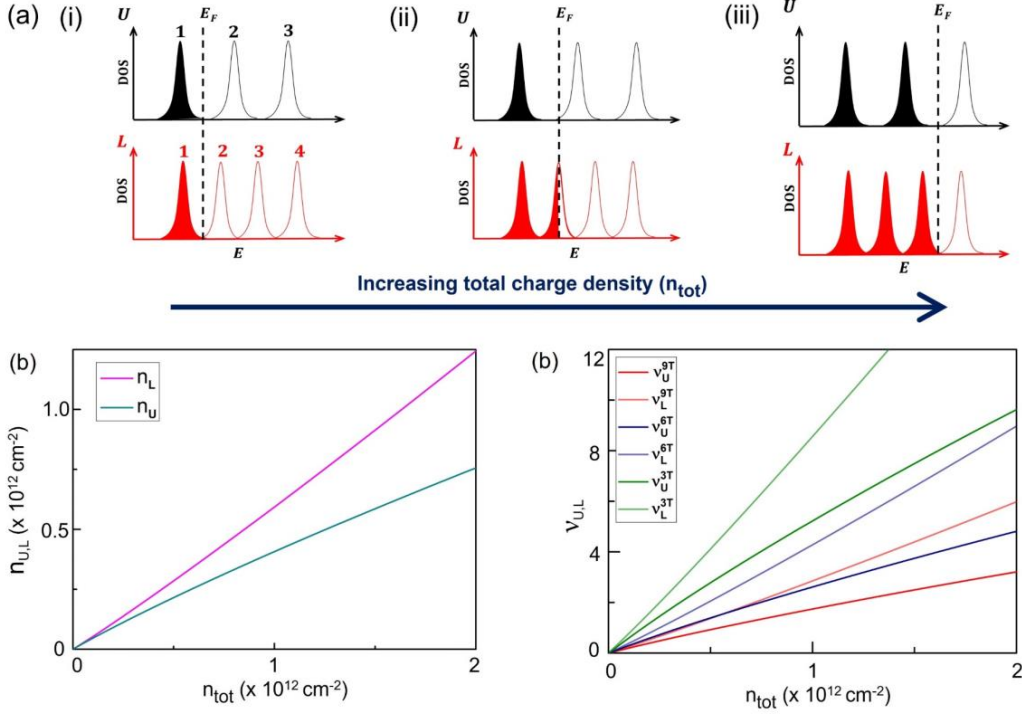 (a) (i) U E_F (ii) U E_F (iii) U E_F
1 2 3
DOS DOS DOS
L L L
1 2 3 4
DOS DOS DOS
E E E
Increasing total charge density (n_tot)
(b)
n_L
n_U
n_U,L (x 10^12 cm^-2)
1.0
0.5
0
0 1 2
n_tot (x 10^12 cm^-2)
(b)
ν_U^9T
ν_L^9T
ν_U^6T
ν_L^6T
ν_U^3T
ν_L^3T
ν_U,L
12
8
4
0
0 1 2
n_tot (x 10^12 cm^-2)